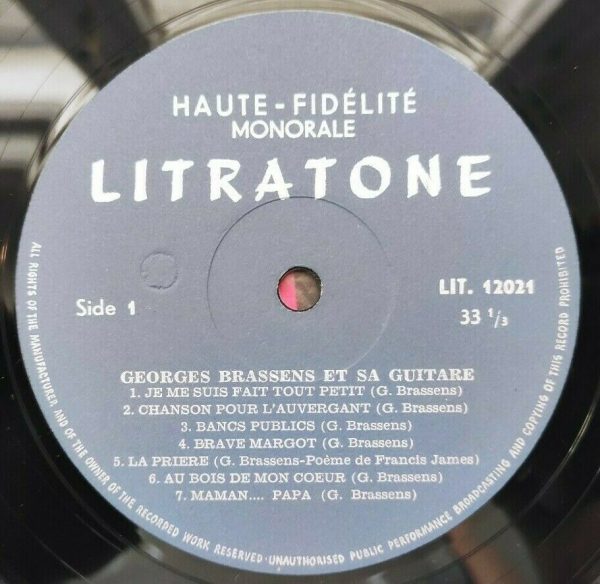 HAUTE-FIDÉLITÉ
MONORALE
LITRATONE
Side 1
LIT. 12021
33 1/3
GEORGES BRASSENS ET SA GUITARE
1. JE ME SUIS FAIT TOUT PETIT (G. Brassens)
2. CHANSON POUR L'AUVERGANT (G. Brassens)
3. BANCS PUBLICS (G. Brassens)
4. BRAVE MARGOT (G. Brassens)
5. LA PRIERE (G. Brassens-Poème de Francis James)
6. AU BOIS DE MON COEUR (G. Brassens)
7. MAMAN.... PAPA (G. Brassens)
ALL RIGHTS OF THE MANUFACTURER AND OF THE OWNER OF THE RECORDED WORK RESERVED·UNAUTHORISED PUBLIC PERFORMANCE BROADCASTING AND COPYING OF THIS RECORD PROHIBITED